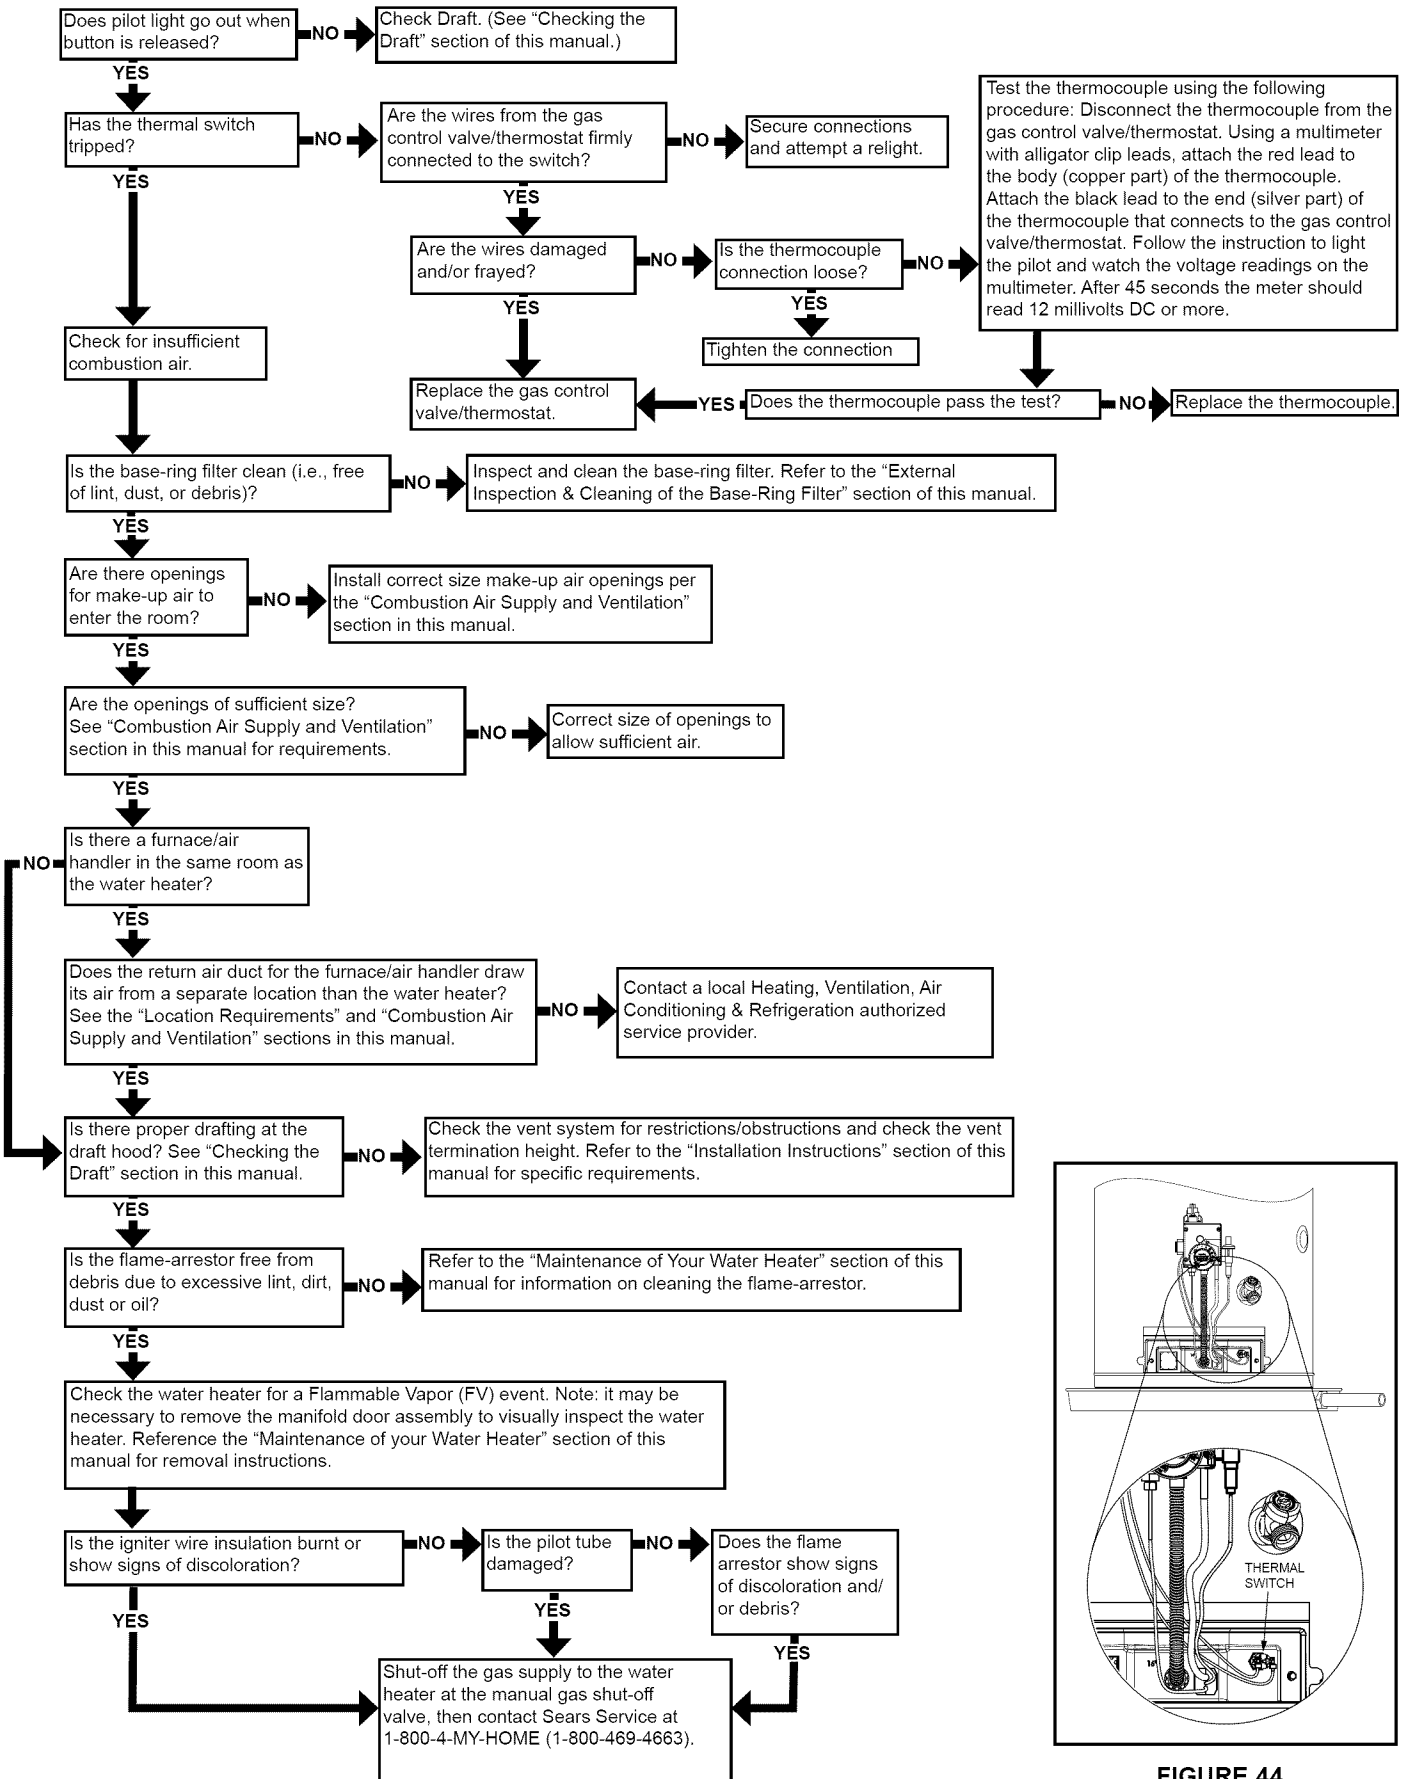 Does pilot light go out when
button is released?
NO
Check Draft. (See “Checking the
Draft” section of this manual.)
YES
Has the thermal switch
tripped?
NO
Are the wires from the gas
control valve/thermostat firmly
connected to the switch?
NO
Secure connections
and attempt a relight.
Test the thermocouple using the following
procedure: Disconnect the thermocouple from the
gas control valve/thermostat. Using a multimeter
with alligator clip leads, attach the red lead to
the body (copper part) of the thermocouple.
Attach the black lead to the end (silver part) of
the thermocouple that connects to the gas control
valve/thermostat. Follow the instruction to light
the pilot and watch the voltage readings on the
multimeter. After 45 seconds the meter should
read 12 millivolts DC or more.
YES
YES
Are the wires damaged
and/or frayed?
NO
Is the thermocouple
connection loose?
NO
YES
YES
Tighten the connection
Check for insufficient
combustion air.
Replace the gas control
valve/thermostat.
YES
Does the thermocouple pass the test?
NO
Replace the thermocouple.
Is the base-ring filter clean (i.e., free
of lint, dust, or debris)?
NO
Inspect and clean the base-ring filter. Refer to the “External
Inspection & Cleaning of the Base-Ring Filter” section of this manual.
YES
Are there openings
for make-up air to
enter the room?
NO
Install correct size make-up air openings per
the “Combustion Air Supply and Ventilation”
section in this manual.
YES
Are the openings of sufficient size?
See “Combustion Air Supply and Ventilation”
section in this manual for requirements.
NO
Correct size of openings to
allow sufficient air.
YES
Is there a furnace/air
handler in the same room as
the water heater?
NO
YES
Does the return air duct for the furnace/air handler draw
its air from a separate location than the water heater?
See the “Location Requirements” and “Combustion Air
Supply and Ventilation” sections in this manual.
NO
Contact a local Heating, Ventilation, Air
Conditioning & Refrigeration authorized
service provider.
YES
Is there proper drafting at the
draft hood? See “Checking the
Draft” section in this manual.
NO
Check the vent system for restrictions/obstructions and check the vent
termination height. Refer to the “Installation Instructions” section of this
manual for specific requirements.
YES
Is the flame-arrestor free from
debris due to excessive lint, dirt,
dust or oil?
NO
Refer to the “Maintenance of Your Water Heater” section of this
manual for information on cleaning the flame-arrestor.
YES
Check the water heater for a Flammable Vapor (FV) event. Note: it may be
necessary to remove the manifold door assembly to visually inspect the water
heater. Reference the “Maintenance of your Water Heater” section of this
manual for removal instructions.
Is the igniter wire insulation burnt or
show signs of discoloration?
NO
Is the pilot tube
damaged?
NO
Does the flame
arrestor show signs
of discoloration and/
or debris?
YES
YES
YES
Shut-off the gas supply to the water
heater at the manual gas shut-off
valve, then contact Sears Service at
1-800-4-MY-HOME (1-800-469-4663).
THERMAL
SWITCH
16"
FIGURE 44